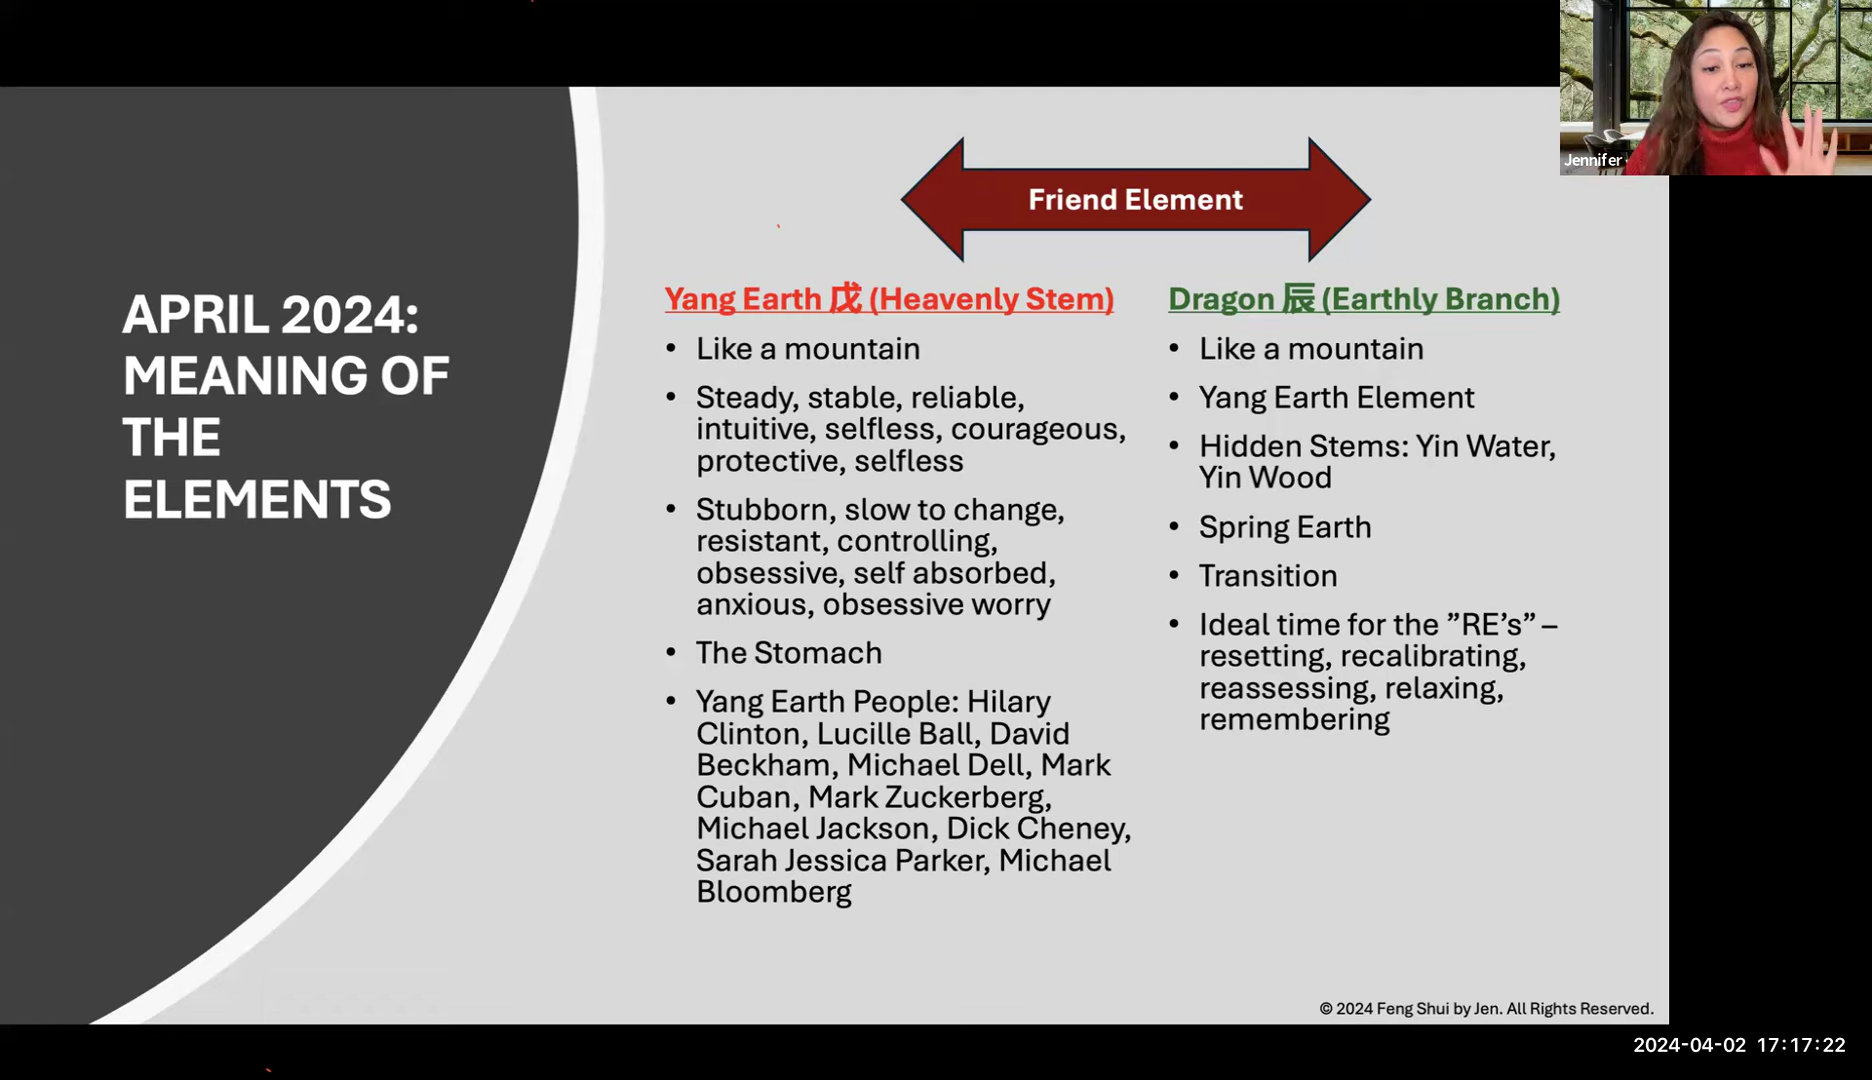 Jennifer
Friend Element
APRIL 2024:
MEANING OF
THE
ELEMENTS
Yang Earth 戊 (Heavenly Stem)
• Like a mountain
• Steady, stable, reliable,
intuitive, selfless, courageous,
protective, selfless
• Stubborn, slow to change,
resistant, controlling,
obsessive, self absorbed,
anxious, obsessive worry
• The Stomach
• Yang Earth People: Hilary
Clinton, Lucille Ball, David
Beckham, Michael Dell, Mark
Cuban, Mark Zuckerberg,
Michael Jackson, Dick Cheney,
Sarah Jessica Parker, Michael
Bloomberg
Dragon 辰 (Earthly Branch)
• Like a mountain
• Yang Earth Element
• Hidden Stems: Yin Water,
Yin Wood
• Spring Earth
• Transition
• Ideal time for the ”RE’s” –
resetting, recalibrating,
reassessing, relaxing,
remembering
© 2024 Feng Shui by Jen. All Rights Reserved.
2024-04-02 17:17:22